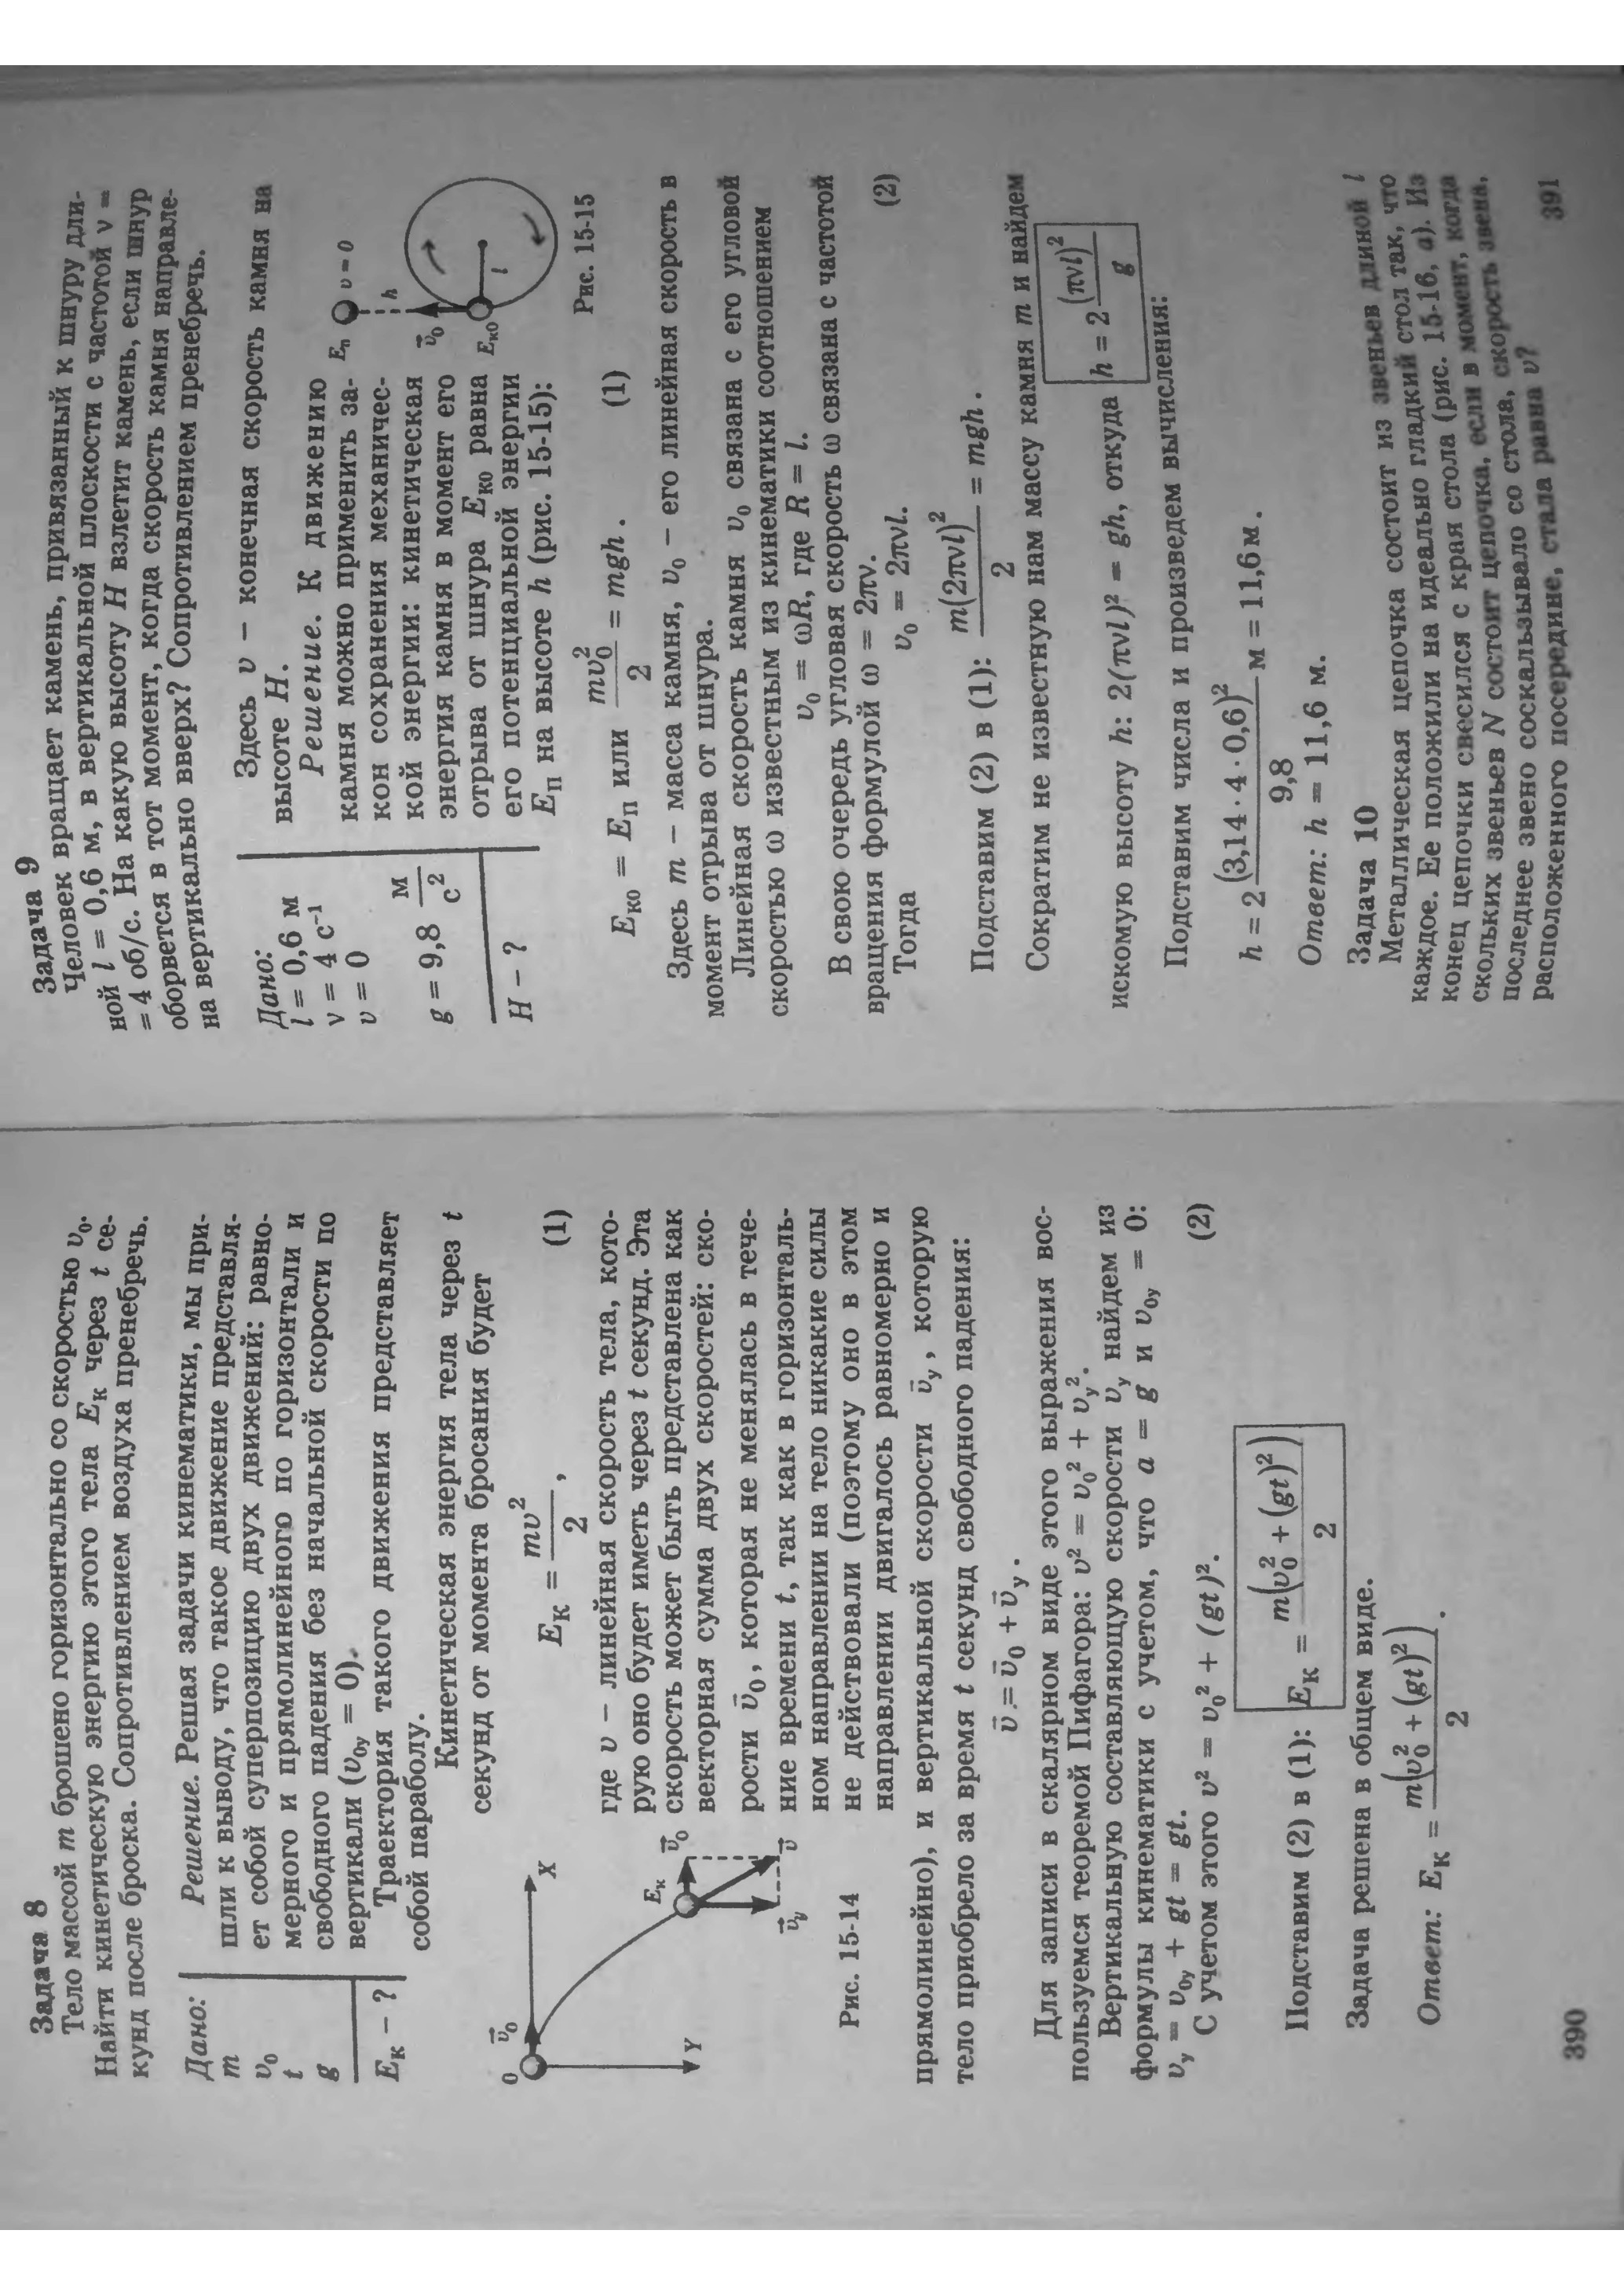 Задача 8
Тело массой m брошено горизонтально со скоростью v₀.
Найти кинетическую энергию этого тела Eₖ через t се-
кунд после броска. Сопротивлением воздуха пренебречь.
Дано:
m
v₀
t
g
Eₖ – ?
Решение. Решая задачи кинематики, мы при-
шли к выводу, что такое движение представля-
ет собой суперпозицию двух движений: равно-
мерного и прямолинейного по горизонтали и
свободного падения без начальной скорости по
вертикали (v₀y = 0).
Траектория такого движения представляет
собой параболу.
Кинетическая энергия тела через t
секунд от момента бросания будет
Eₖ = mv²/2 , (1)
0 v⃗₀ X
Eₖ v⃗₀
v⃗y v⃗
Y
Рис. 15-14
где v – линейная скорость тела, кото-
рую оно будет иметь через t секунд. Эта
скорость может быть представлена как
векторная сумма двух скоростей: ско-
рости v⃗₀, которая не менялась в тече-
ние времени t, так как в горизонталь-
ном направлении на тело никакие силы
не действовали (поэтому оно в этом
направлении двигалось равномерно и
прямолинейно), и вертикальной скорости v⃗y, которую
тело приобрело за время t секунд свободного падения:
v⃗ = v⃗₀ + v⃗y.
Для записи в скалярном виде этого выражения вос-
пользуемся теоремой Пифагора: v² = v₀² + vy².
Вертикальную составляющую скорости vy найдем из
формулы кинематики с учетом, что a = g и v₀y = 0:
vy = v₀y + gt = gt.
С учетом этого v² = v₀² + (gt)². (2)
Подставим (2) в (1): Eₖ = m(v₀² + (gt)²)/2
Задача решена в общем виде.
Ответ: Eₖ = m(v₀² + (gt)²)/2 .
390
Задача 9
Человек вращает камень, привязанный к шнуру дли-
ной l = 0,6 м, в вертикальной плоскости с частотой ν =
= 4 об/с. На какую высоту H взлетит камень, если шнур
оборвется в тот момент, когда скорость камня направле-
на вертикально вверх? Сопротивлением пренебречь.
Дано:
l = 0,6 м
ν = 4 с⁻¹
v = 0
g = 9,8 м/с²
H – ?
Здесь v – конечная скорость камня на
высоте H.
Решение. К движению
камня можно применить за-
кон сохранения механичес-
кой энергии: кинетическая
энергия камня в момент его
отрыва от шнура Eₖ₀ равна
его потенциальной энергии
Eп на высоте h (рис. 15-15):
Eп v = 0
h
v⃗₀
Eк0 l
Рис. 15-15
Eк0 = Eп или mv₀²/2 = mgh . (1)
Здесь m – масса камня, v₀ – его линейная скорость в
момент отрыва от шнура.
Линейная скорость камня v₀ связана с его угловой
скоростью ω известным из кинематики соотношением
v₀ = ωR, где R = l.
В свою очередь угловая скорость ω связана с частотой
вращения формулой ω = 2πν.
Тогда v₀ = 2πνl. (2)
Подставим (2) в (1): m(2πνl)²/2 = mgh .
Сократим не известную нам массу камня m и найдем
искомую высоту h: 2(πνl)² = gh, откуда h = 2(πνl)²/g
Подставим числа и произведем вычисления:
h = 2 (3,14 · 4 · 0,6)²/9,8 м = 11,6 м .
Ответ: h = 11,6 м.
Задача 10
Металлическая цепочка состоит из звеньев длиной l
каждое. Ее положили на идеально гладкий стол так, что
конец цепочки свесился с края стола (рис. 15-16, а). Из
скольких звеньев N состоит цепочка, если в момент, когда
последнее звено соскальзывало со стола, скорость звена,
расположенного посередине, стала равна v?
391